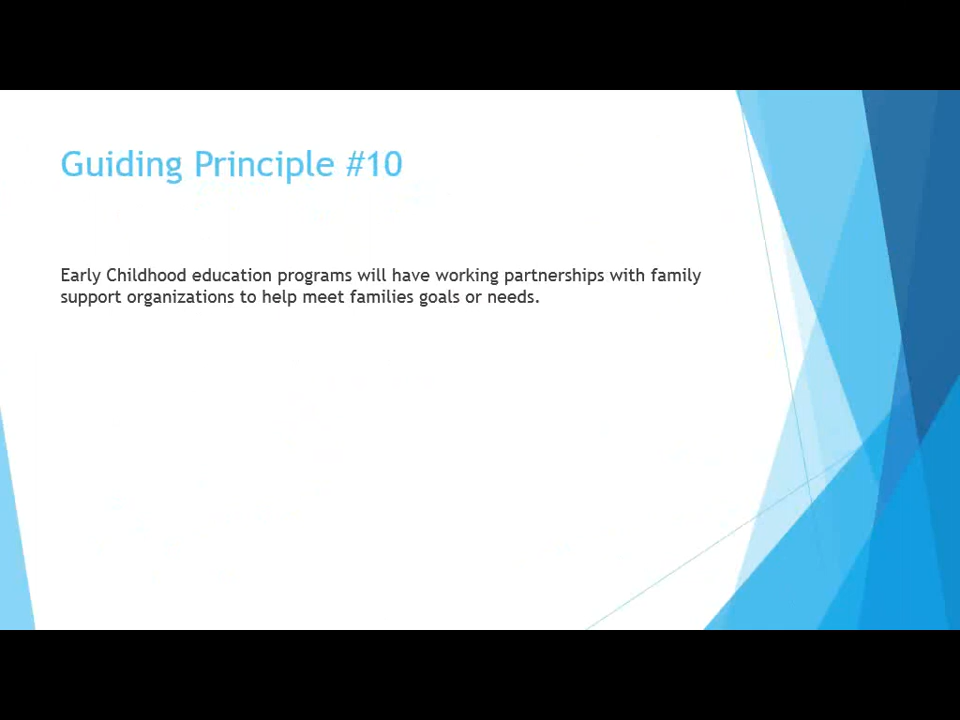 Guiding Principle #10
Early Childhood education programs will have working partnerships with family
support organizations to help meet families goals or needs.